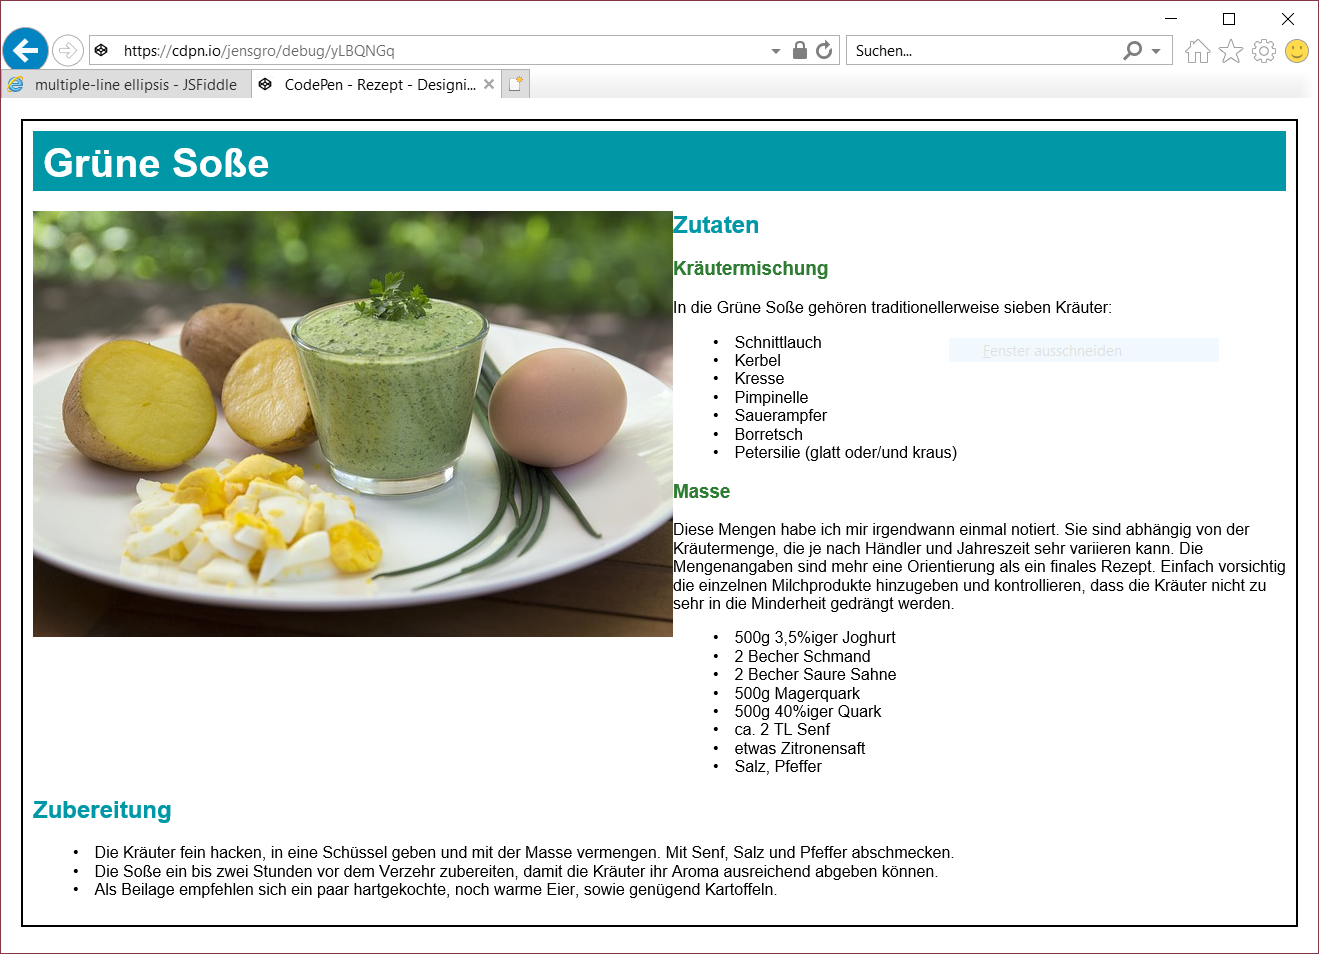 https://cdpn.io/jensgro/debug/yLBQNGq
Suchen...
multiple-line ellipsis - JSFiddle
CodePen - Rezept - Designi...
Grüne Soße
Zutaten
Kräutermischung
In die Grüne Soße gehören traditionellerweise sieben Kräuter:
• Schnittlauch
• Kerbel
• Kresse
• Pimpinelle
• Sauerampfer
• Borretsch
• Petersilie (glatt oder/und kraus)
Fenster ausschneiden
Masse
Diese Mengen habe ich mir irgendwann einmal notiert. Sie sind abhängig von der
Kräutermenge, die je nach Händler und Jahreszeit sehr variieren kann. Die
Mengenangaben sind mehr eine Orientierung als ein finales Rezept. Einfach vorsichtig
die einzelnen Milchprodukte hinzugeben und kontrollieren, dass die Kräuter nicht zu
sehr in die Minderheit gedrängt werden.
• 500g 3,5%iger Joghurt
• 2 Becher Schmand
• 2 Becher Saure Sahne
• 500g Magerquark
• 500g 40%iger Quark
• ca. 2 TL Senf
• etwas Zitronensaft
• Salz, Pfeffer
Zubereitung
• Die Kräuter fein hacken, in eine Schüssel geben und mit der Masse vermengen. Mit Senf, Salz und Pfeffer abschmecken.
• Die Soße ein bis zwei Stunden vor dem Verzehr zubereiten, damit die Kräuter ihr Aroma ausreichend abgeben können.
• Als Beilage empfehlen sich ein paar hartgekochte, noch warme Eier, sowie genügend Kartoffeln.